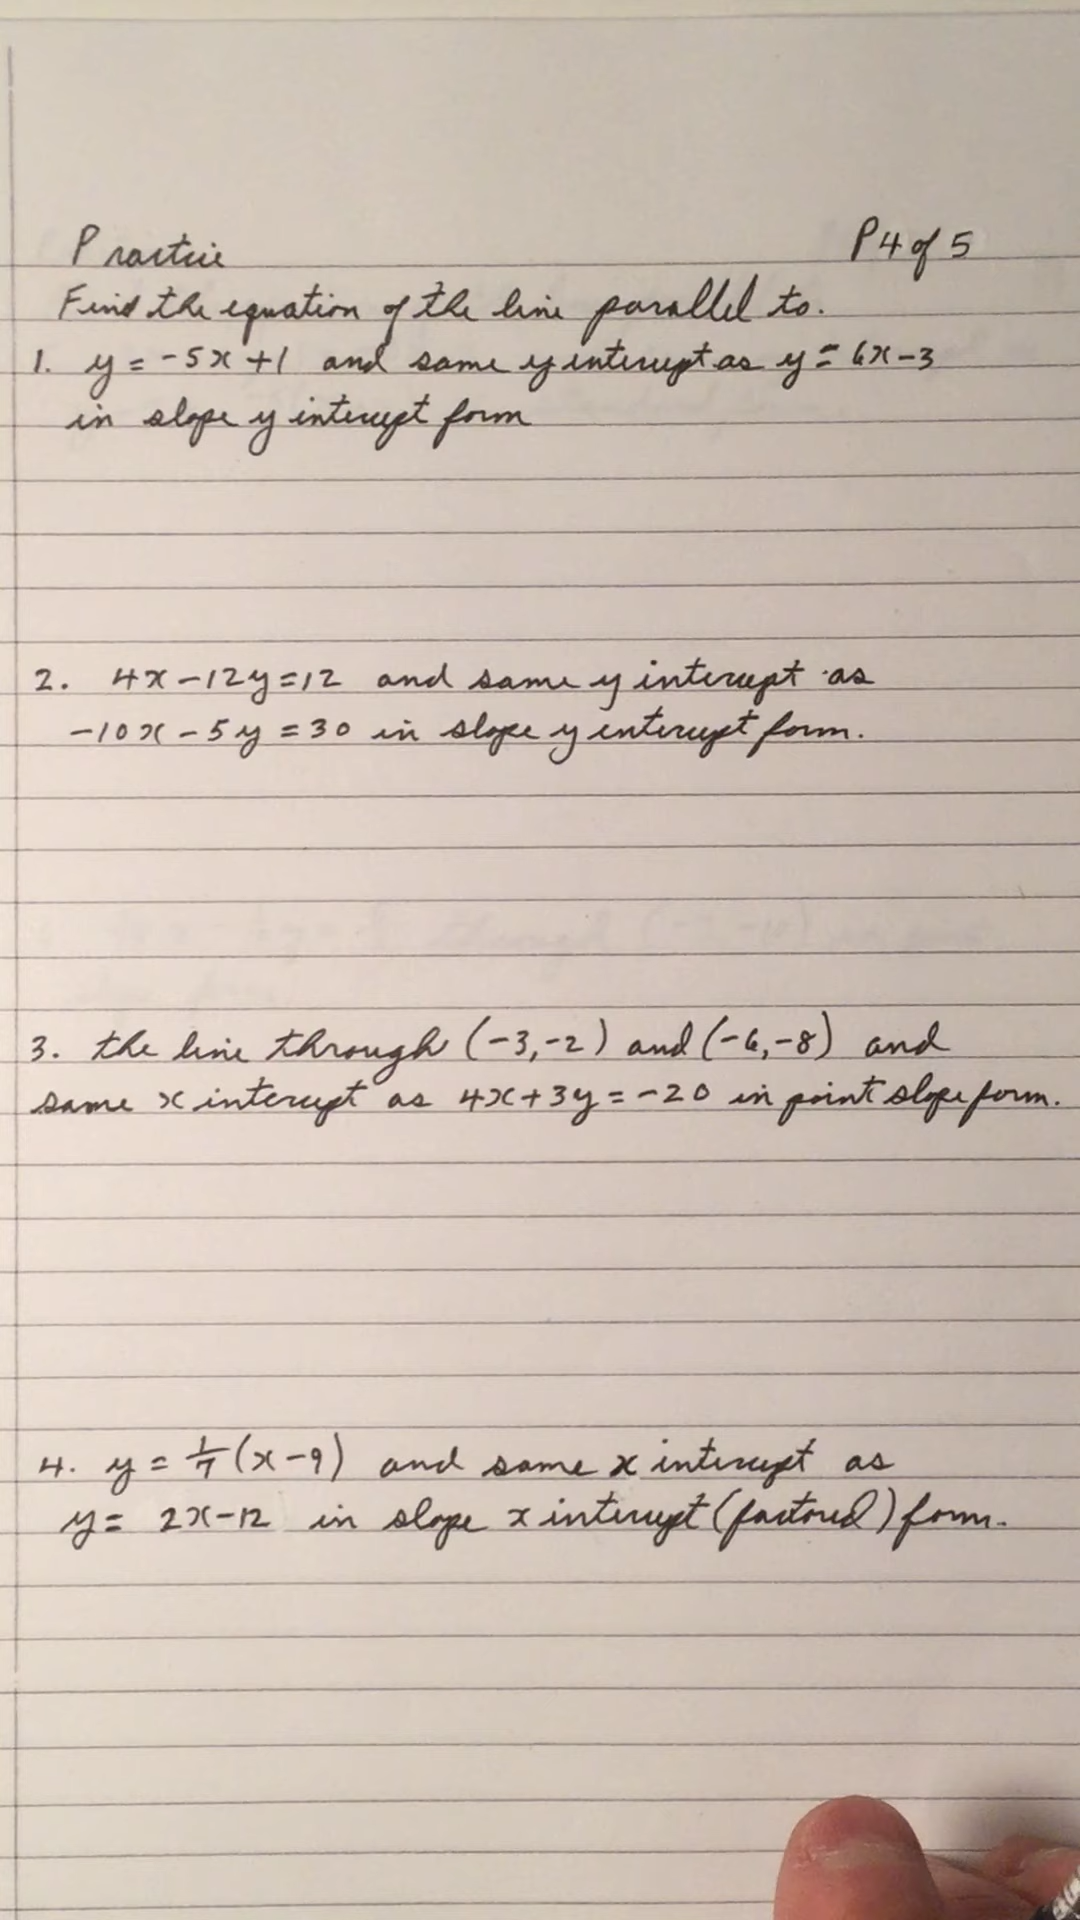 Practice P4 of 5
Find the equation of the line parallel to.
1. y = -5x+1 and same y intercept as y = 6x-3
in slope y intercept form
2. 4x-12y=12 and same y intercept as
-10x-5y=30 in slope y intercept form.
3. the line through (-3,-2) and (-6,-8) and
same x intercept as 4x+3y=-20 in point slope form.
4. y = 1/7(x-9) and same x intercept as
y= 2x-12 in slope x intercept (factored) form.